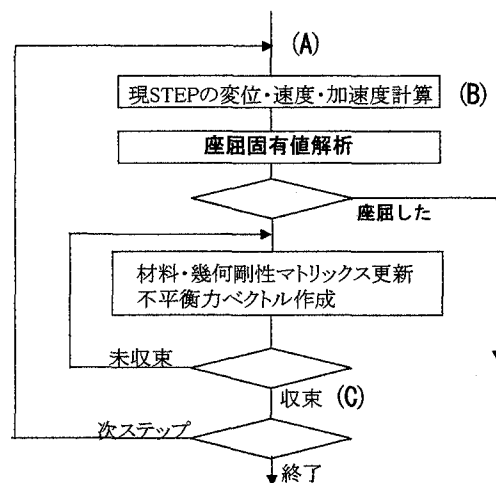 (A)
現STEPの変位・速度・加速度計算 (B)
座屈固有値解析
座屈した
材料・幾何剛性マトリックス更新
不平衡力ベクトル作成
未収束
収束 (C)
次ステップ
終了